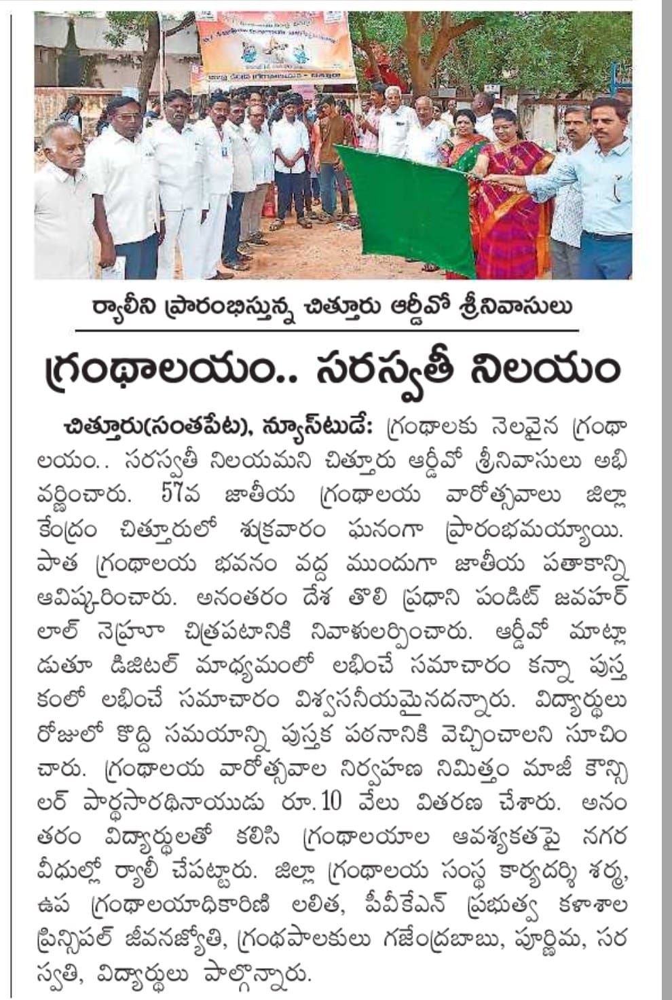 జిల్లా కేంద్ర గ్రంథాలయం - చిత్తూరు
ర్యాలీని ప్రారంభిస్తున్న చిత్తూరు ఆర్డీవో శ్రీనివాసులు
గ్రంథాలయం.. సరస్వతీ నిలయం
చిత్తూరు(సంతపేట), న్యూస్‌టుడే: గ్రంథాలకు నెలవైన గ్రంథా
లయం.. సరస్వతీ నిలయమని చిత్తూరు ఆర్డీవో శ్రీనివాసులు అభి
వర్ణించారు. 57వ జాతీయ గ్రంథాలయ వారోత్సవాలు జిల్లా
కేంద్రం చిత్తూరులో శుక్రవారం ఘనంగా ప్రారంభమయ్యాయి.
పాత గ్రంథాలయ భవనం వద్ద ముందుగా జాతీయ పతాకాన్ని
ఆవిష్కరించారు. అనంతరం దేశ తొలి ప్రధాని పండిట్ జవహర్
లాల్ నెహ్రూ చిత్రపటానికి నివాళులర్పించారు. ఆర్డీవో మాట్లా
డుతూ డిజిటల్ మాధ్యమంలో లభించే సమాచారం కన్నా పుస్త
కంలో లభించే సమాచారం విశ్వసనీయమైనదన్నారు. విద్యార్థులు
రోజులో కొద్ది సమయాన్ని పుస్తక పఠనానికి వెచ్చించాలని సూచిం
చారు. గ్రంథాలయ వారోత్సవాల నిర్వహణ నిమిత్తం మాజీ కౌన్సి
లర్ పార్థసారథినాయుడు రూ.10 వేలు వితరణ చేశారు. అనం
తరం విద్యార్థులతో కలిసి గ్రంథాలయాల ఆవశ్యకతపై నగర
వీధుల్లో ర్యాలీ చేపట్టారు. జిల్లా గ్రంథాలయ సంస్థ కార్యదర్శి శర్మ,
ఉప గ్రంథాలయాధికారిణి లలిత, పీవీకేఎన్ ప్రభుత్వ కళాశాల
ప్రిన్సిపల్ జీవనజ్యోతి, గ్రంథపాలకులు గజేంద్రబాబు, పూర్ణిమ, సర
స్వతి, విద్యార్థులు పాల్గొన్నారు.